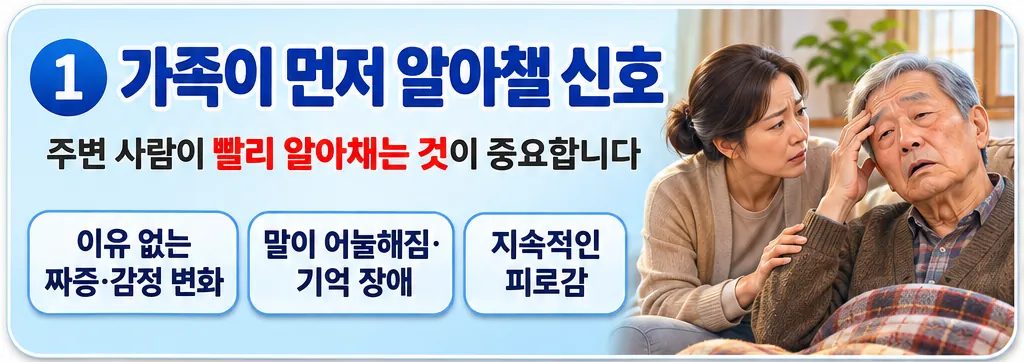 1 가족이 먼저 알아챌 신호
주변 사람이 빨리 알아채는 것이 중요합니다
이유 없는
짜증·감정 변화
말이 어눌해짐·
기억 장애
지속적인
피로감